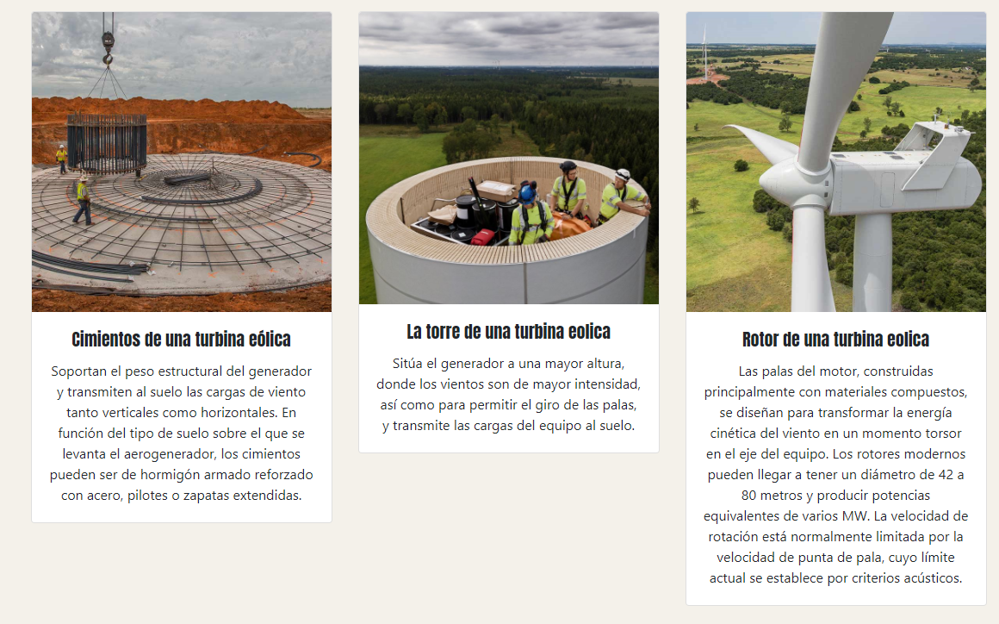 Cimientos de una turbina eólica
Soportan el peso estructural del generador
y transmiten al suelo las cargas de viento
tanto verticales como horizontales. En
función del tipo de suelo sobre el que se
levanta el aerogenerador, los cimientos
pueden ser de hormigón armado reforzado
con acero, pilotes o zapatas extendidas.
La torre de una turbina eolica
Sitúa el generador a una mayor altura,
donde los vientos son de mayor intensidad,
así como para permitir el giro de las palas,
y transmite las cargas del equipo al suelo.
Rotor de una turbina eolica
Las palas del motor, construidas
principalmente con materiales compuestos,
se diseñan para transformar la energía
cinética del viento en un momento torsor
en el eje del equipo. Los rotores modernos
pueden llegar a tener un diámetro de 42 a
80 metros y producir potencias
equivalentes de varios MW. La velocidad de
rotación está normalmente limitada por la
velocidad de punta de pala, cuyo límite
actual se establece por criterios acústicos.